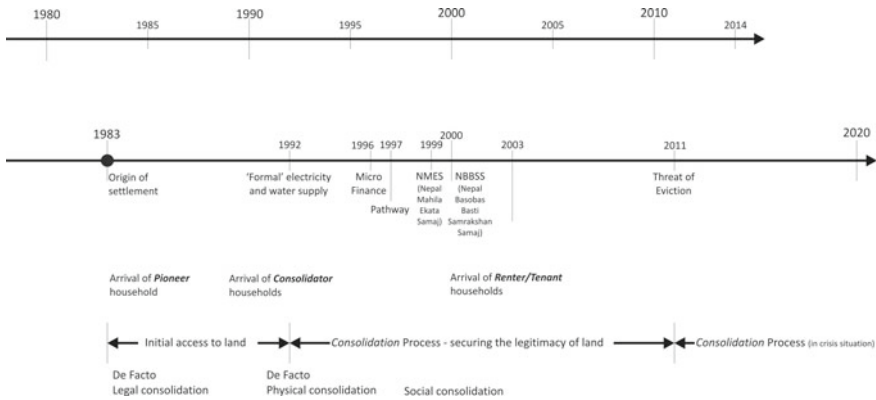 1980 1985 1990 1995 2000 2005 2010 2014
1983 1992 1996 1997 1999 2000 2003 2011 2020
Origin of
settlement
'Formal' electricity
and water supply
Micro
Finance
Pathway
NMES
(Nepal
Mahila
Ekata
Samaj)
NBBSS
(Nepal
Basobas
Basti
Samrakshan
Samaj)
Threat of
Eviction
Arrival of Pioneer
household
Arrival of Consolidator
households
Arrival of Renter/Tenant
households
Initial access to land
Consolidation Process - securing the legitimacy of land
Consolidation Process (in crisis situation)
De Facto
Legal consolidation
De Facto
Physical consolidation
Social consolidation